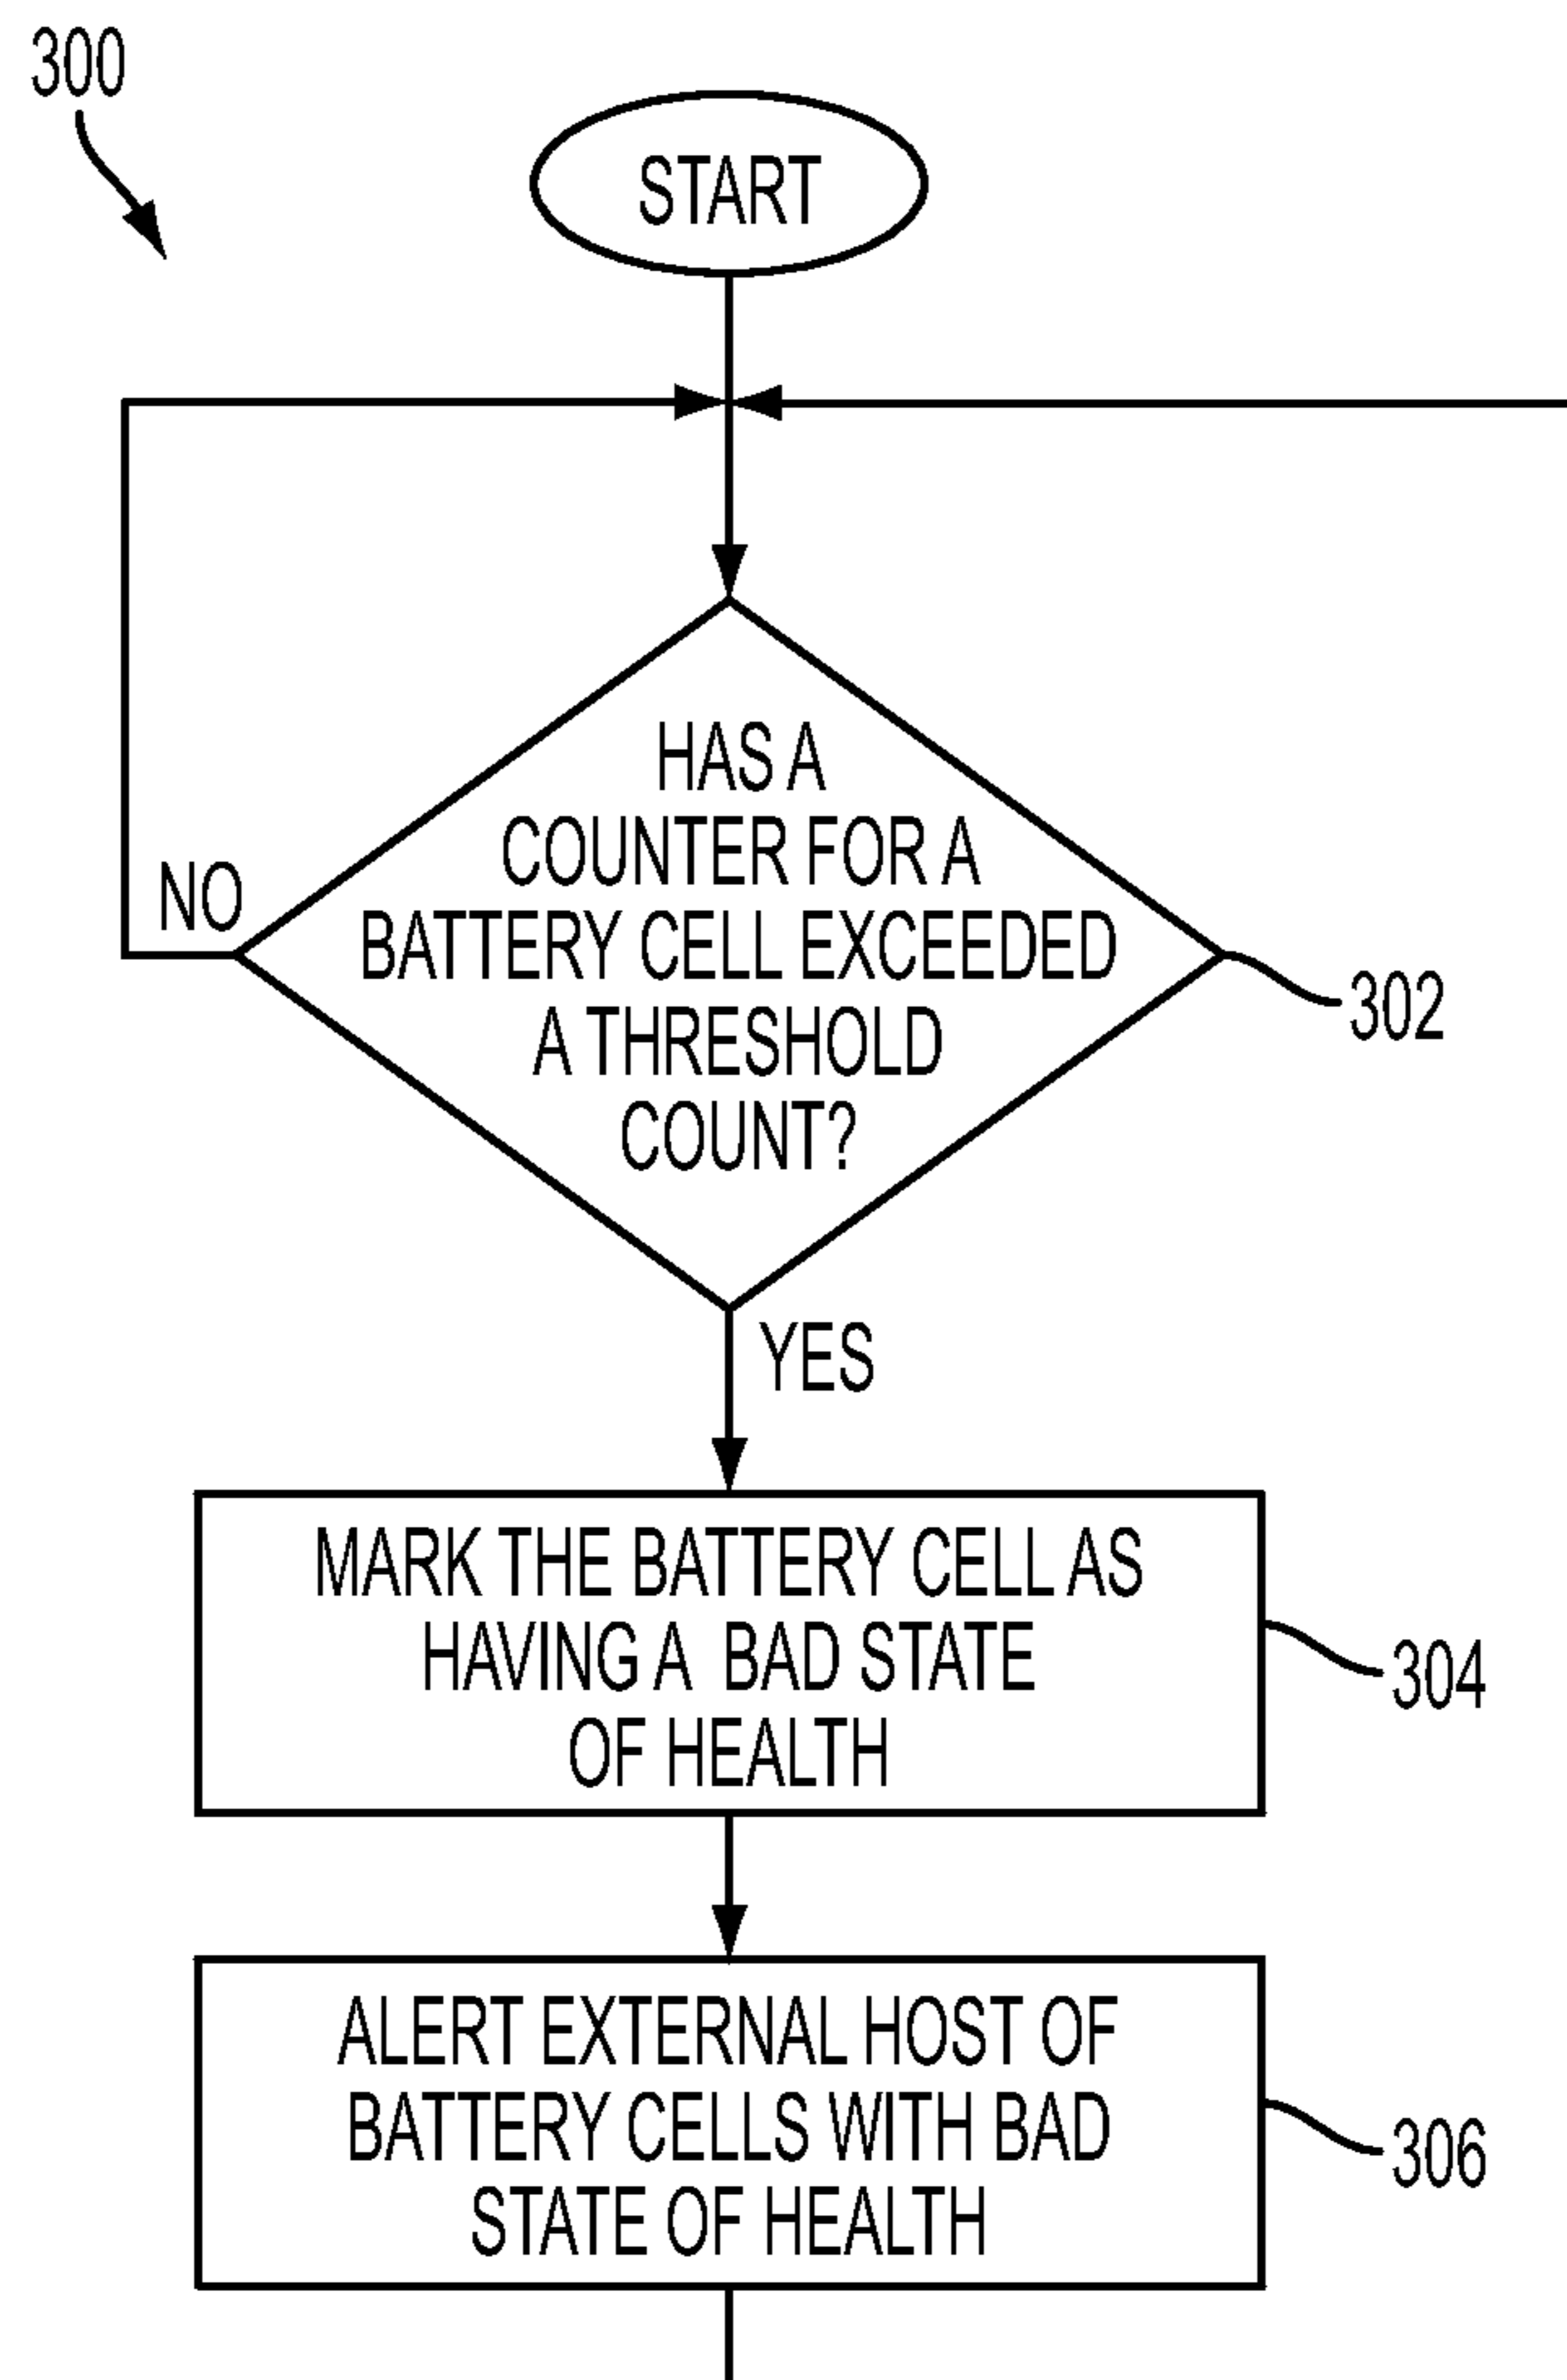 300
START
HAS A
COUNTER FOR A
BATTERY CELL EXCEEDED
A THRESHOLD
COUNT?
NO
302
YES
MARK THE BATTERY CELL AS
HAVING A BAD STATE
OF HEALTH
304
ALERT EXTERNAL HOST OF
BATTERY CELLS WITH BAD
STATE OF HEALTH
306